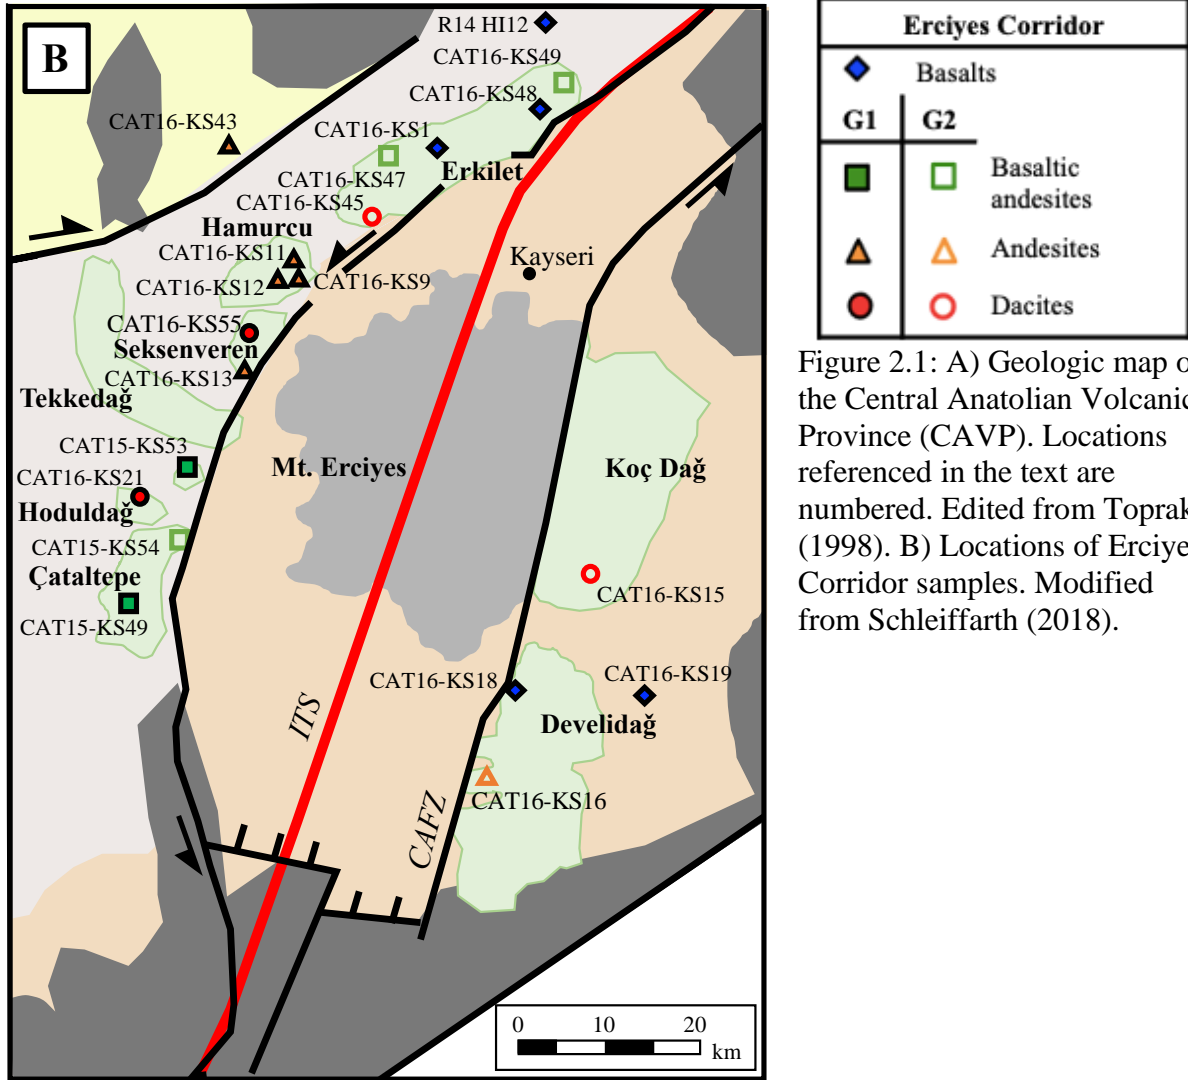 B
R14 HI12
CAT16-KS49
CAT16-KS48
CAT16-KS43
CAT16-KS1
Erkilet
CAT16-KS47
CAT16-KS45
Hamurcu
CAT16-KS11
Kayseri
CAT16-KS12
CAT16-KS9
CAT16-KS55
Seksenveren
CAT16-KS13
Tekkedağ
CAT15-KS53
Mt. Erciyes
Koç Dağ
CAT16-KS21
Hoduldağ
CAT15-KS54
Çataltepe
CAT16-KS15
CAT15-KS49
CAT16-KS18
CAT16-KS19
ITS
Develidağ
CAT16-KS16
CAFZ
0 10 20
km
Erciyes Corridor
Basalts
G1 G2
Basaltic
andesites
Andesites
Dacites
Figure 2.1: A) Geologic map o
the Central Anatolian Volcanic
Province (CAVP). Locations
referenced in the text are
numbered. Edited from Toprak
(1998). B) Locations of Erciye
Corridor samples. Modified
from Schleiffarth (2018).